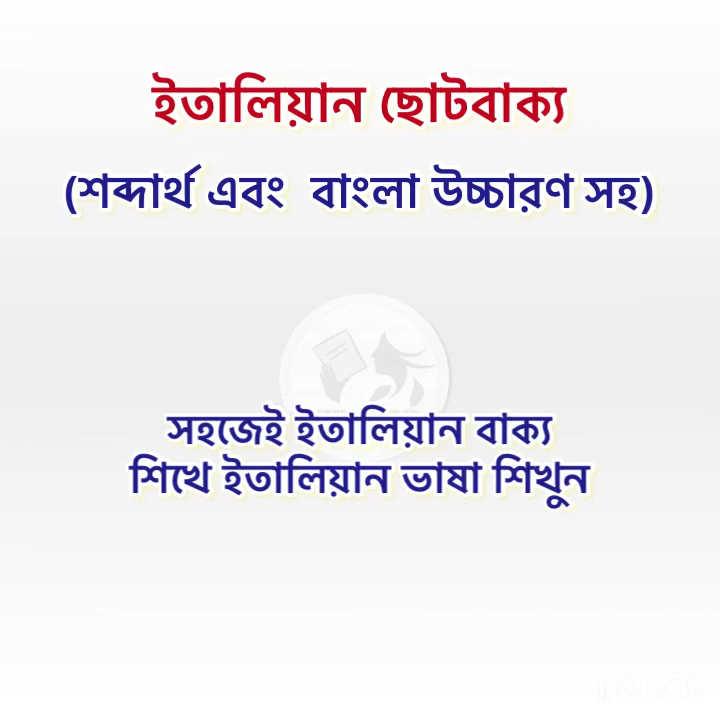 ইতালিয়ান ছোটবাক্য
(শব্দার্থ এবং বাংলা উচ্চারণ সহ)
সহজেই ইতালিয়ান বাক্য
শিখে ইতালিয়ান ভাষা শিখুন